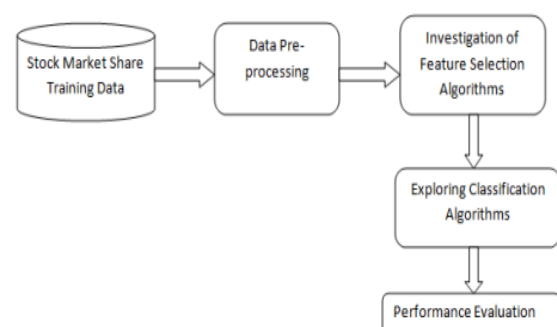 Stock Market Share
Training Data
Data Pre-
processing
Investigation of
Feature Selection
Algorithms
Exploring Classification
Algorithms
Performance Evaluation